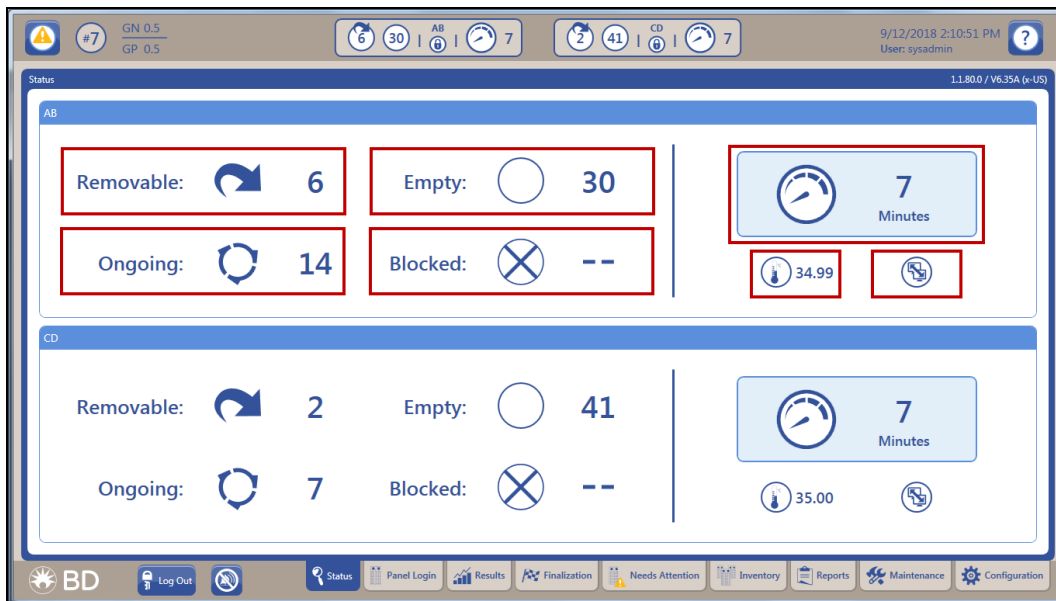 #7
GN 0.5
GP 0.5
6 30 | AB | 7
2 41 | CD | 7
9/12/2018 2:10:51 PM
User: sysadmin
?
Status
1.1.80.0 / V6.35A (x-US)
AB
Removable: 6
Empty: 30
7
Minutes
Ongoing: 14
Blocked: --
34.99
CD
Removable: 2
Empty: 41
7
Minutes
Ongoing: 7
Blocked: --
35.00
BD
Log Out
Status
Panel Login
Results
Finalization
Needs Attention
Inventory
Reports
Maintenance
Configuration